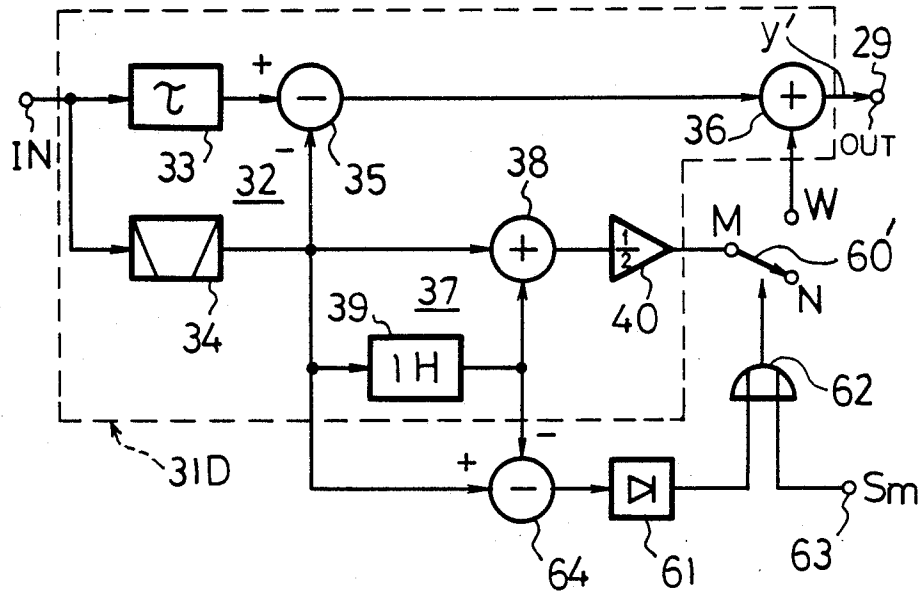 y' 29
+ τ − + 36 OUT
IN 33 − 35
32 38 W
+ M 60'
1/2 N
34 39 37 40
1H 62
−
31D + − Sm
64 61 63